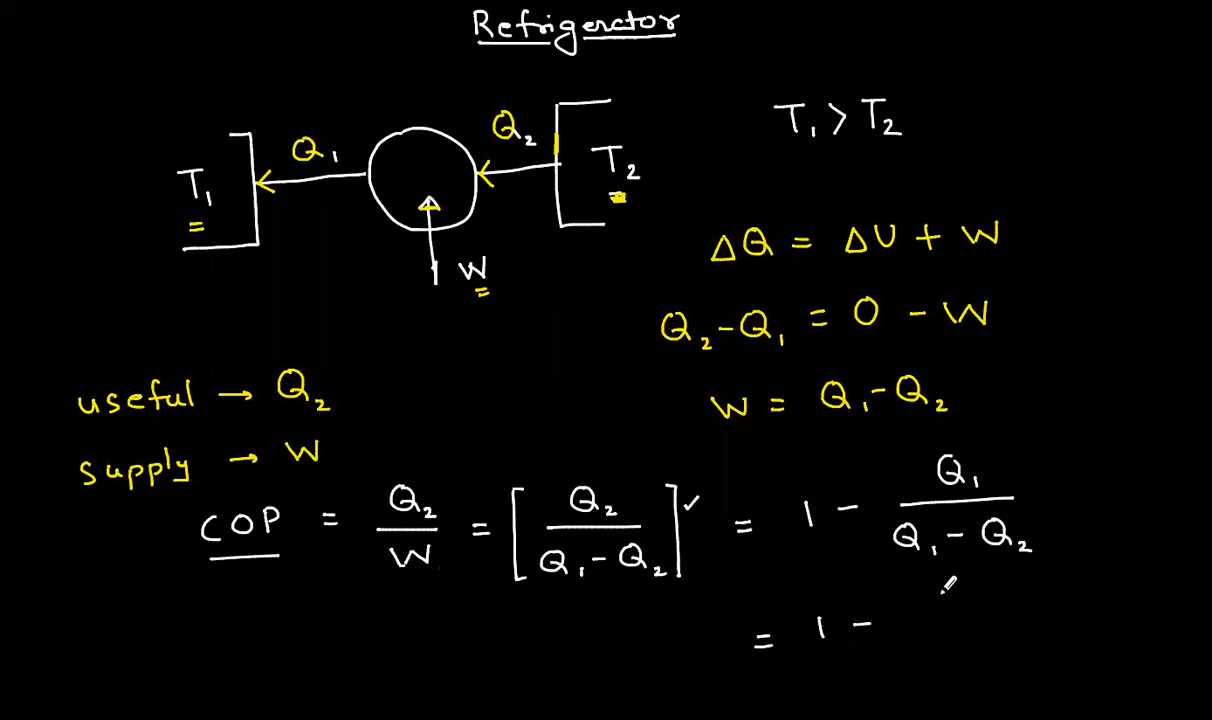 Refrigerator
T₁ Q₁ Q₂ T₂
W
T₁ > T₂
ΔQ = ΔU + W
Q₂ - Q₁ = 0 - W
W = Q₁ - Q₂
useful → Q₂
supply → W
COP = Q₂/W = [Q₂/(Q₁ - Q₂)] ✓ = 1 - Q₁/(Q₁ - Q₂)
= 1 -